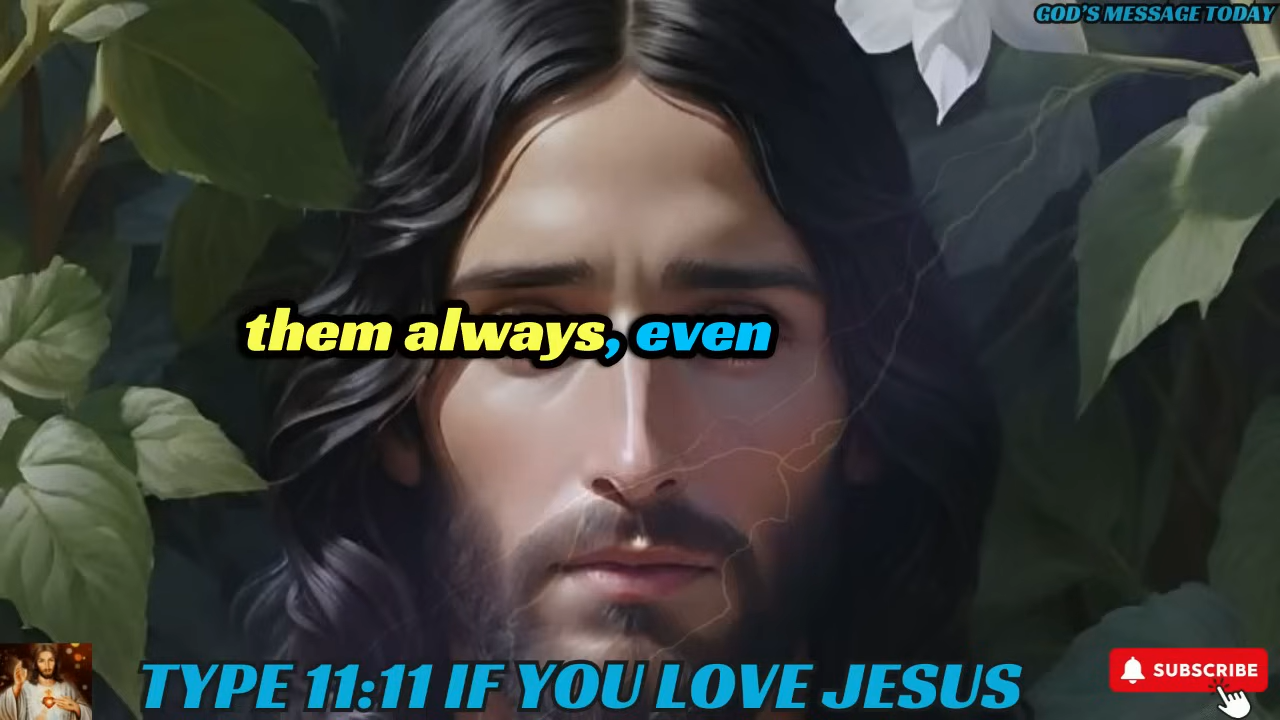 GOD'S MESSAGE TODAY
them always, even
TYPE 11:11 IF YOU LOVE JESUS
SUBSCRIBE